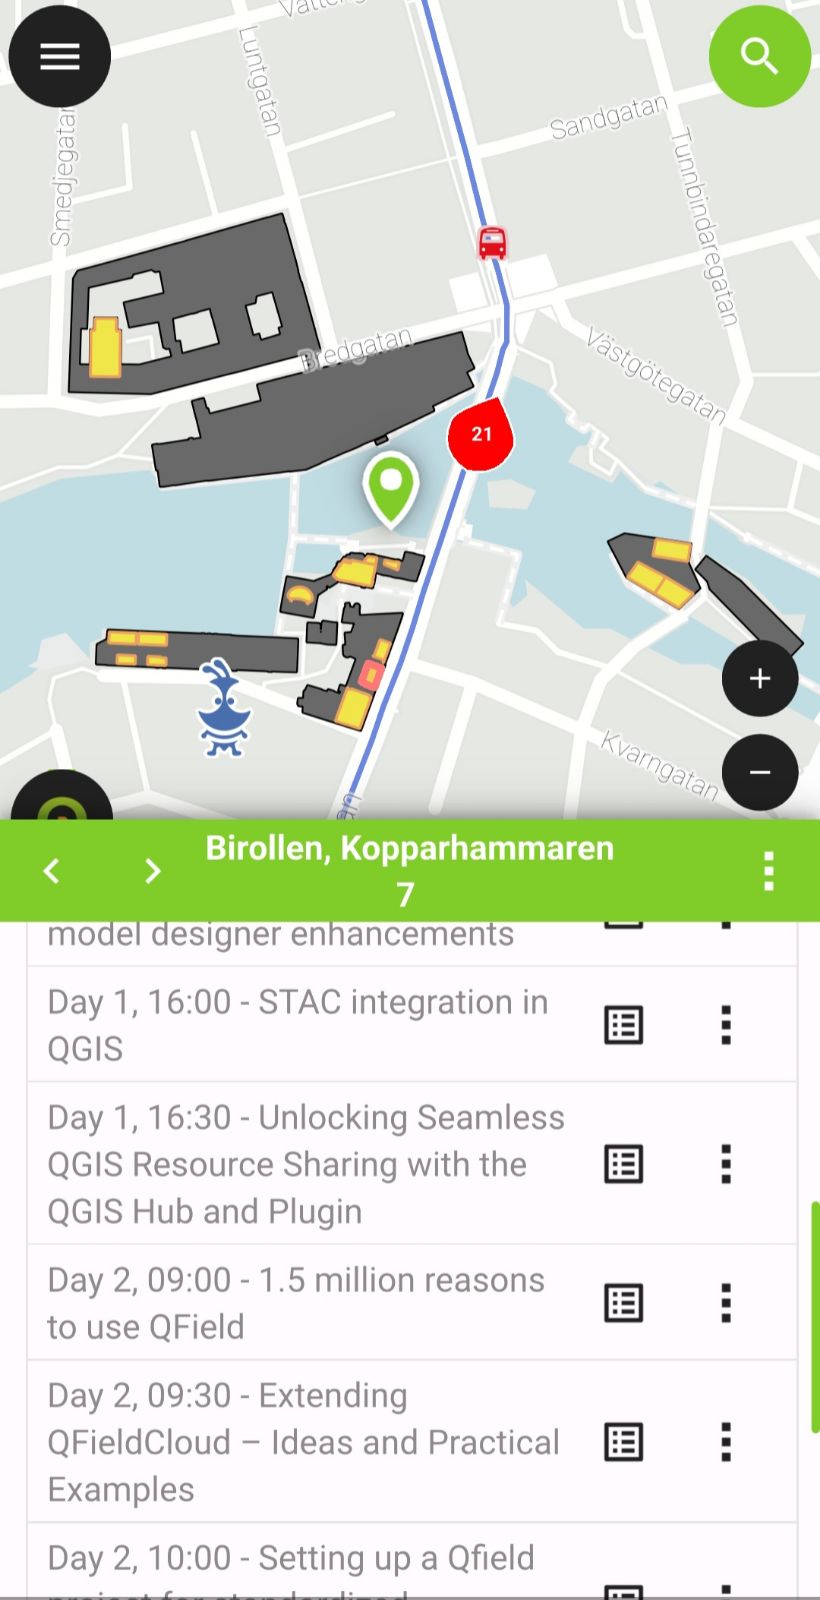 Luntgatan
Sandgatan
Smedjegatan
Tunnbindaregatan
Bredgatan
Västgötegatan
21
Kvarngatan
Birollen, Kopparhammaren
7
model designer enhancements
Day 1, 16:00 - STAC integration in
QGIS
Day 1, 16:30 - Unlocking Seamless
QGIS Resource Sharing with the
QGIS Hub and Plugin
Day 2, 09:00 - 1.5 million reasons
to use QField
Day 2, 09:30 - Extending
QFieldCloud – Ideas and Practical
Examples
Day 2, 10:00 - Setting up a Qfield
project for standardized